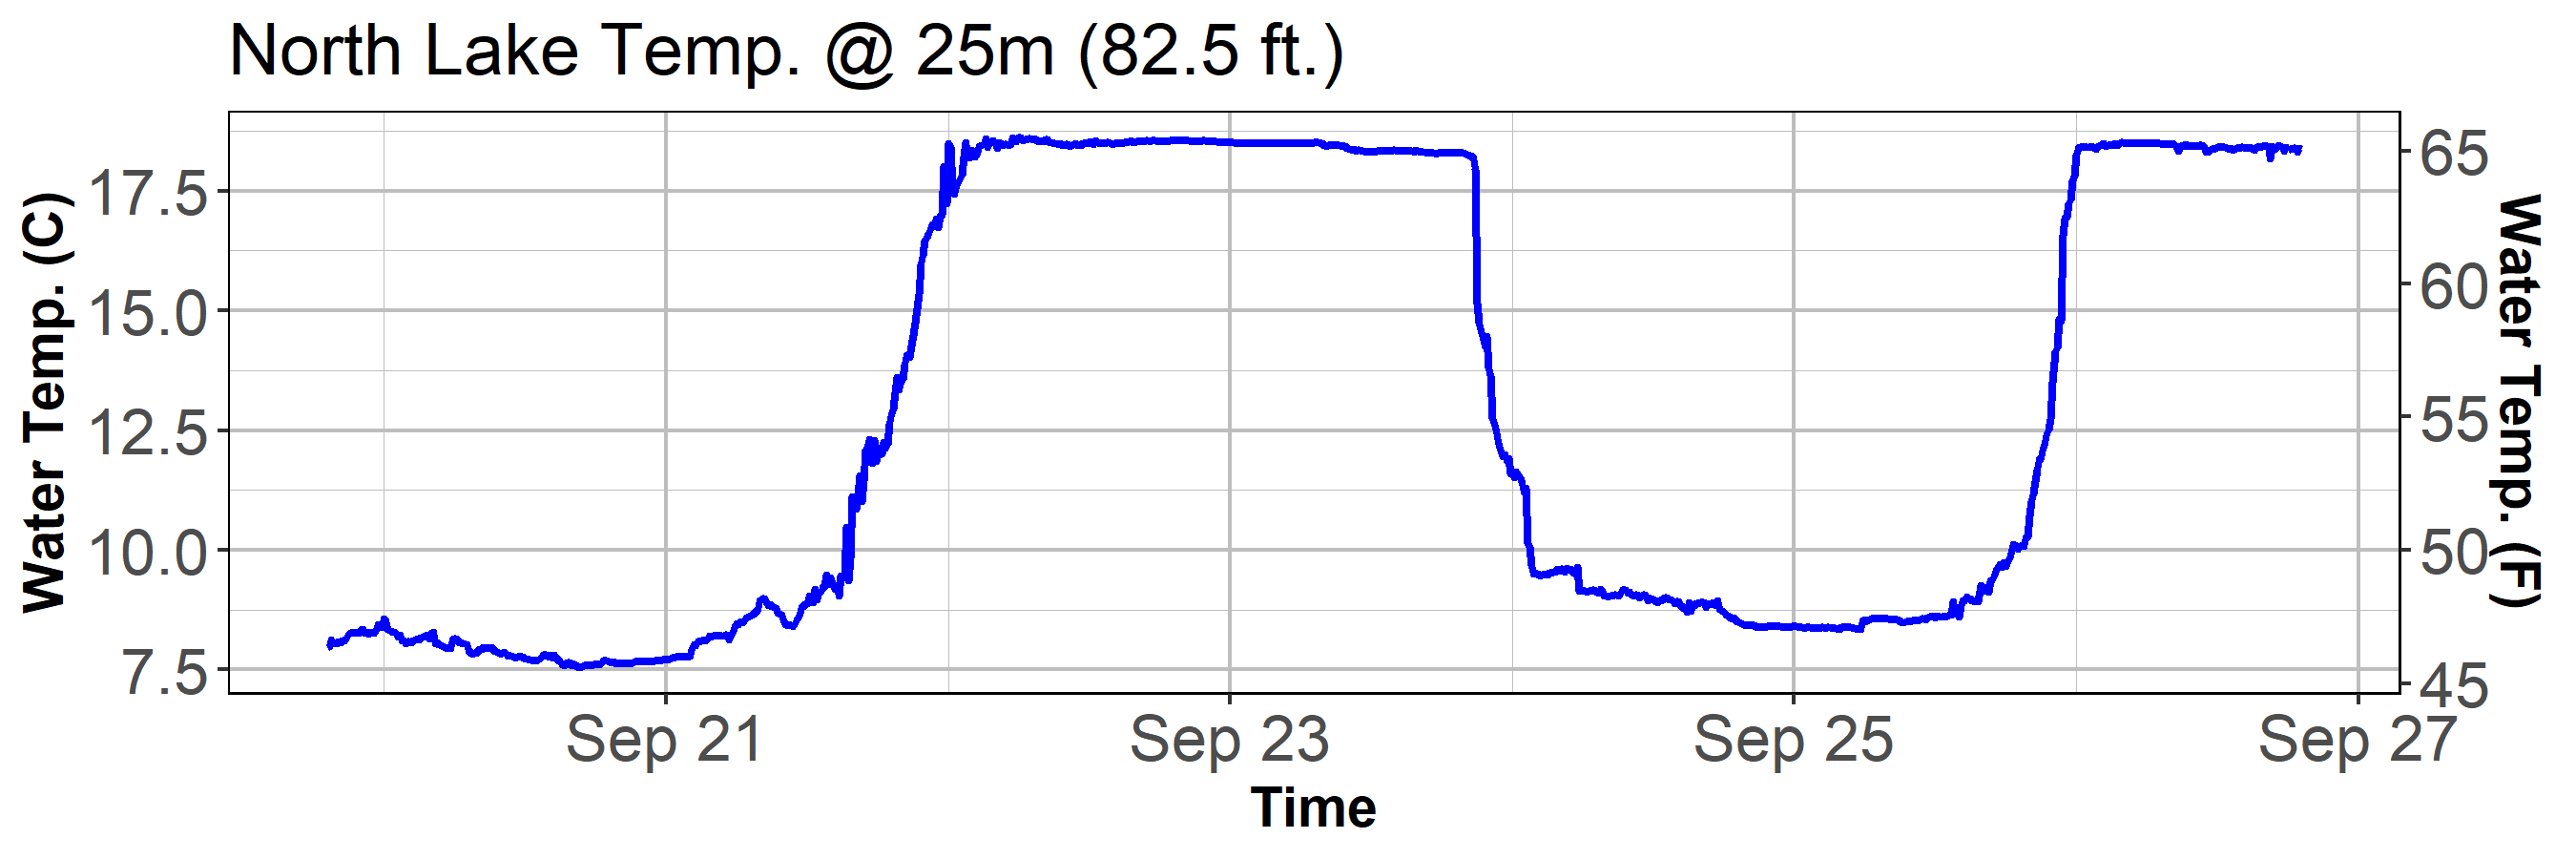 North Lake Temp. @ 25m (82.5 ft.)
Water Temp. (C)
17.5
15.0
12.5
10.0
7.5
65
60
55
50
45
Water Temp. (F)
Sep 21 Sep 23 Sep 25 Sep 27
Time